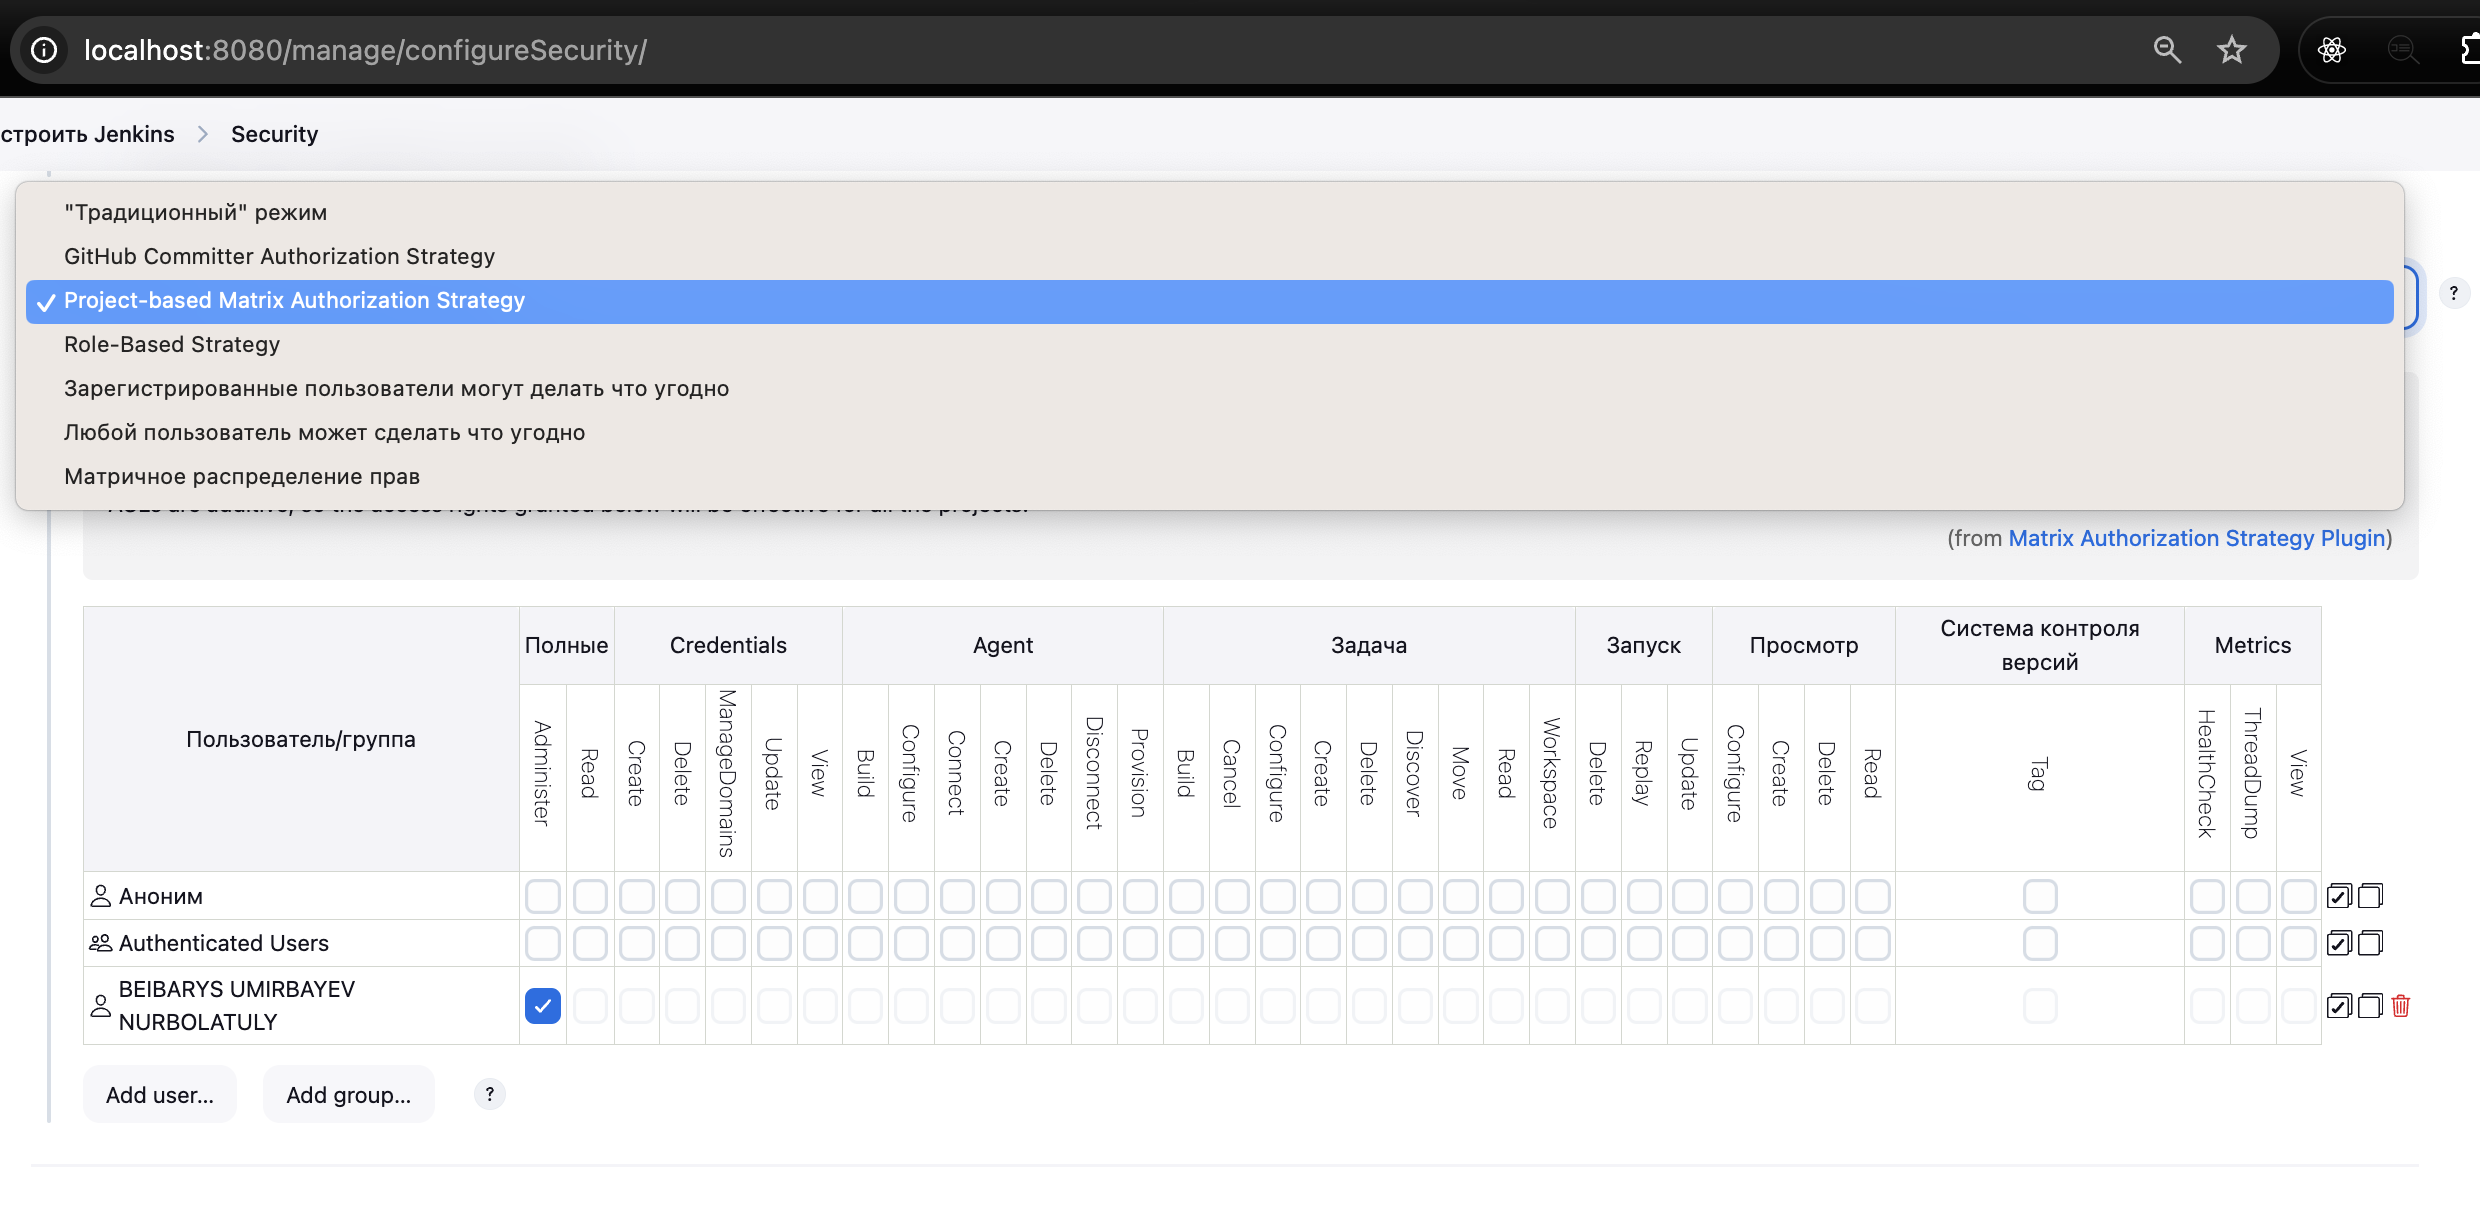 localhost:8080/manage/configureSecurity/
строить Jenkins > Security
"Традиционный" режим
GitHub Committer Authorization Strategy
Project-based Matrix Authorization Strategy
?
Role-Based Strategy
Зарегистрированные пользователи могут делать что угодно
Любой пользователь может сделать что угодно
Матричное распределение прав
(from Matrix Authorization Strategy Plugin)
Пользователь/группа
Полные
Credentials
Agent
Задача
Запуск
Просмотр
Система контроля
версий
Metrics
Administer
Read
Create
Delete
ManageDomains
Update
View
Build
Configure
Connect
Create
Delete
Disconnect
Provision
Build
Cancel
Configure
Create
Delete
Discover
Move
Read
Workspace
Delete
Replay
Update
Configure
Create
Delete
Read
Tag
HealthCheck
ThreadDump
View
Аноним
Authenticated Users
BEIBARYS UMIRBAYEV
NURBOLATULY
Add user...
Add group...
?